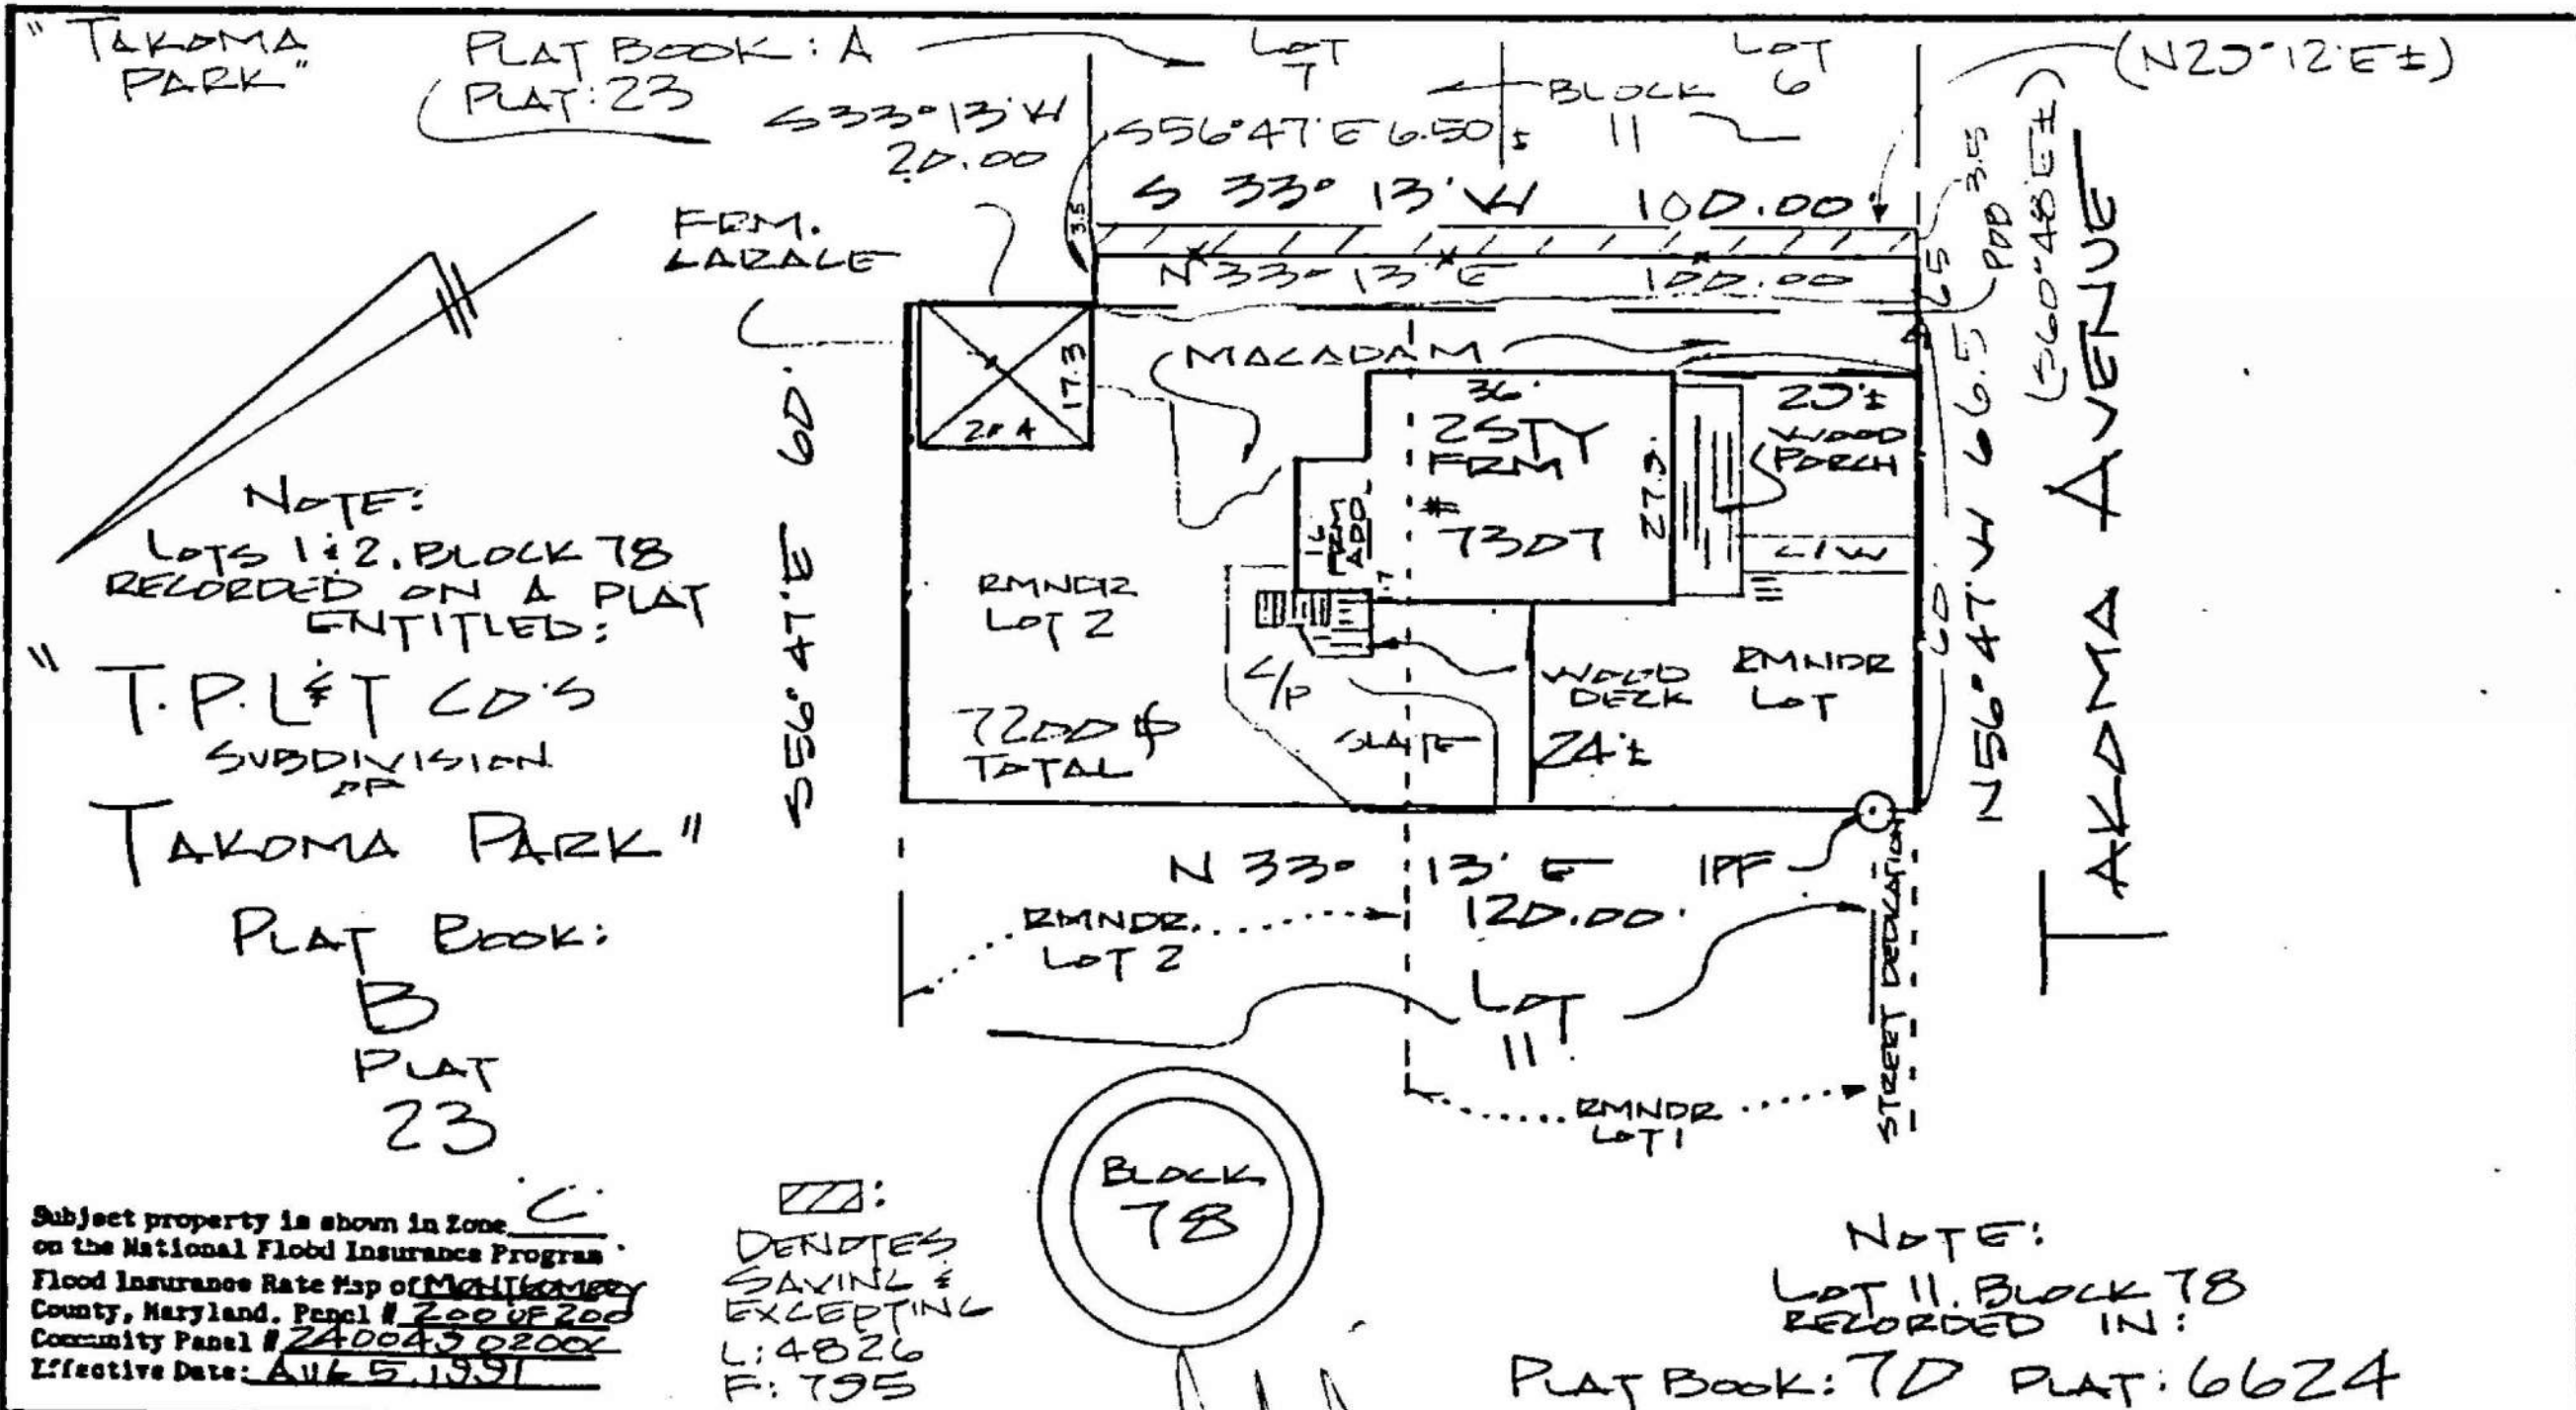 "TAKOMA
PARK"
PLAT BOOK: A
PLAT: 23
LOT
7
LOT
6
BLOCK
11
S33°13'W
20.00
S56°47'E 6.50±
S 33° 13' W 100.00'
3.5
3.5
N 33° 13' E 100.00
6.5
POB
(S60°48'E±)
TAKOMA AVENUE
N56°47'W 66.5
60
FRM.
GARAGE
17.3
20.4
S56°47'E 60.
MACADAM
36'
2STY
FRM
#
7307
27.9
WOOD
PORCH
C/W
16
FRM
ADD.
RMNDR
LOT 2
7200 
TOTAL
C/P
SLATE
WOOD
DECK
24'±
RMNDR
LOT
N 33° 13' E
120.00'
IPF
STREET DEDICATION
RMNDR.
LOT 2
LOT
11
RMNDR
LOT 1
BLOCK
78
NOTE:
LOTS 1 & 2, BLOCK 78
RECORDED ON A PLAT
ENTITLED:
"T.P.L & T CO'S
SUBDIVISION
OF
TAKOMA PARK"
PLAT BOOK:
B
PLAT
23
Subject property is shown in Zone C
on the National Flood Insurance Program
Flood Insurance Rate Map of MONTGOMERY
County, Maryland. Panel # 200 OF 200
Community Panel # 240049 0200C
Effective Date: AUG 5, 1991
:
DENOTES
SAVING &
EXCEPTING
L: 4826
F: 795
NOTE:
LOT 11, BLOCK 78
RECORDED IN:
PLAT BOOK: 70 PLAT: 6624